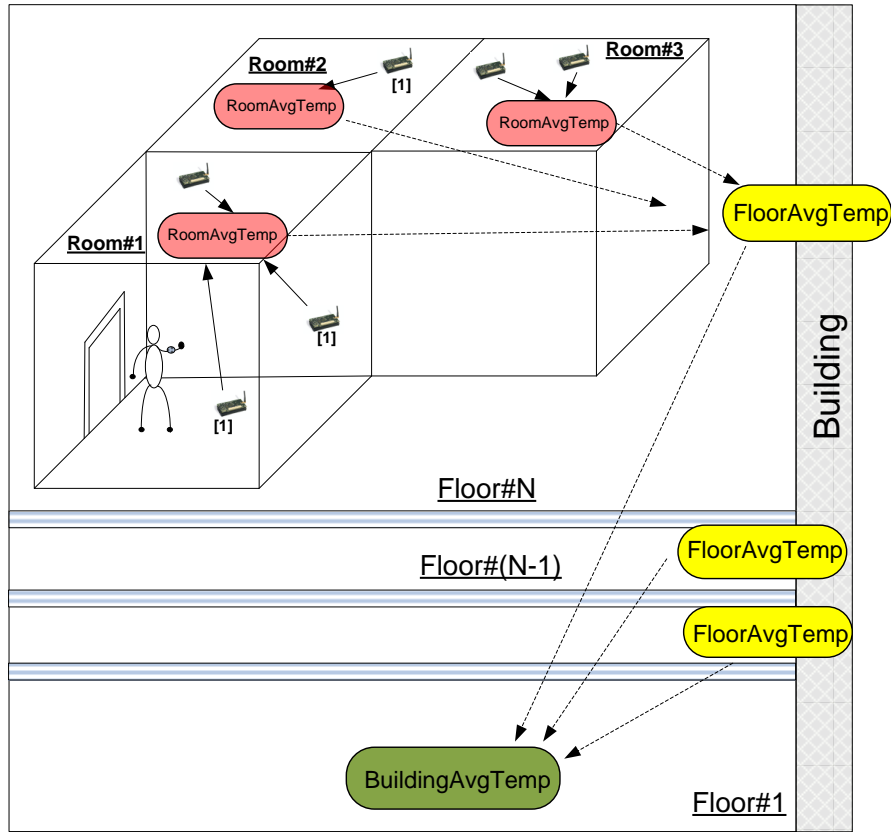 Room#2
[1]
Room#3
RoomAvgTemp
RoomAvgTemp
FloorAvgTemp
Room#1
RoomAvgTemp
[1]
[1]
Building
Floor#N
FloorAvgTemp
Floor#(N-1)
FloorAvgTemp
BuildingAvgTemp
Floor#1